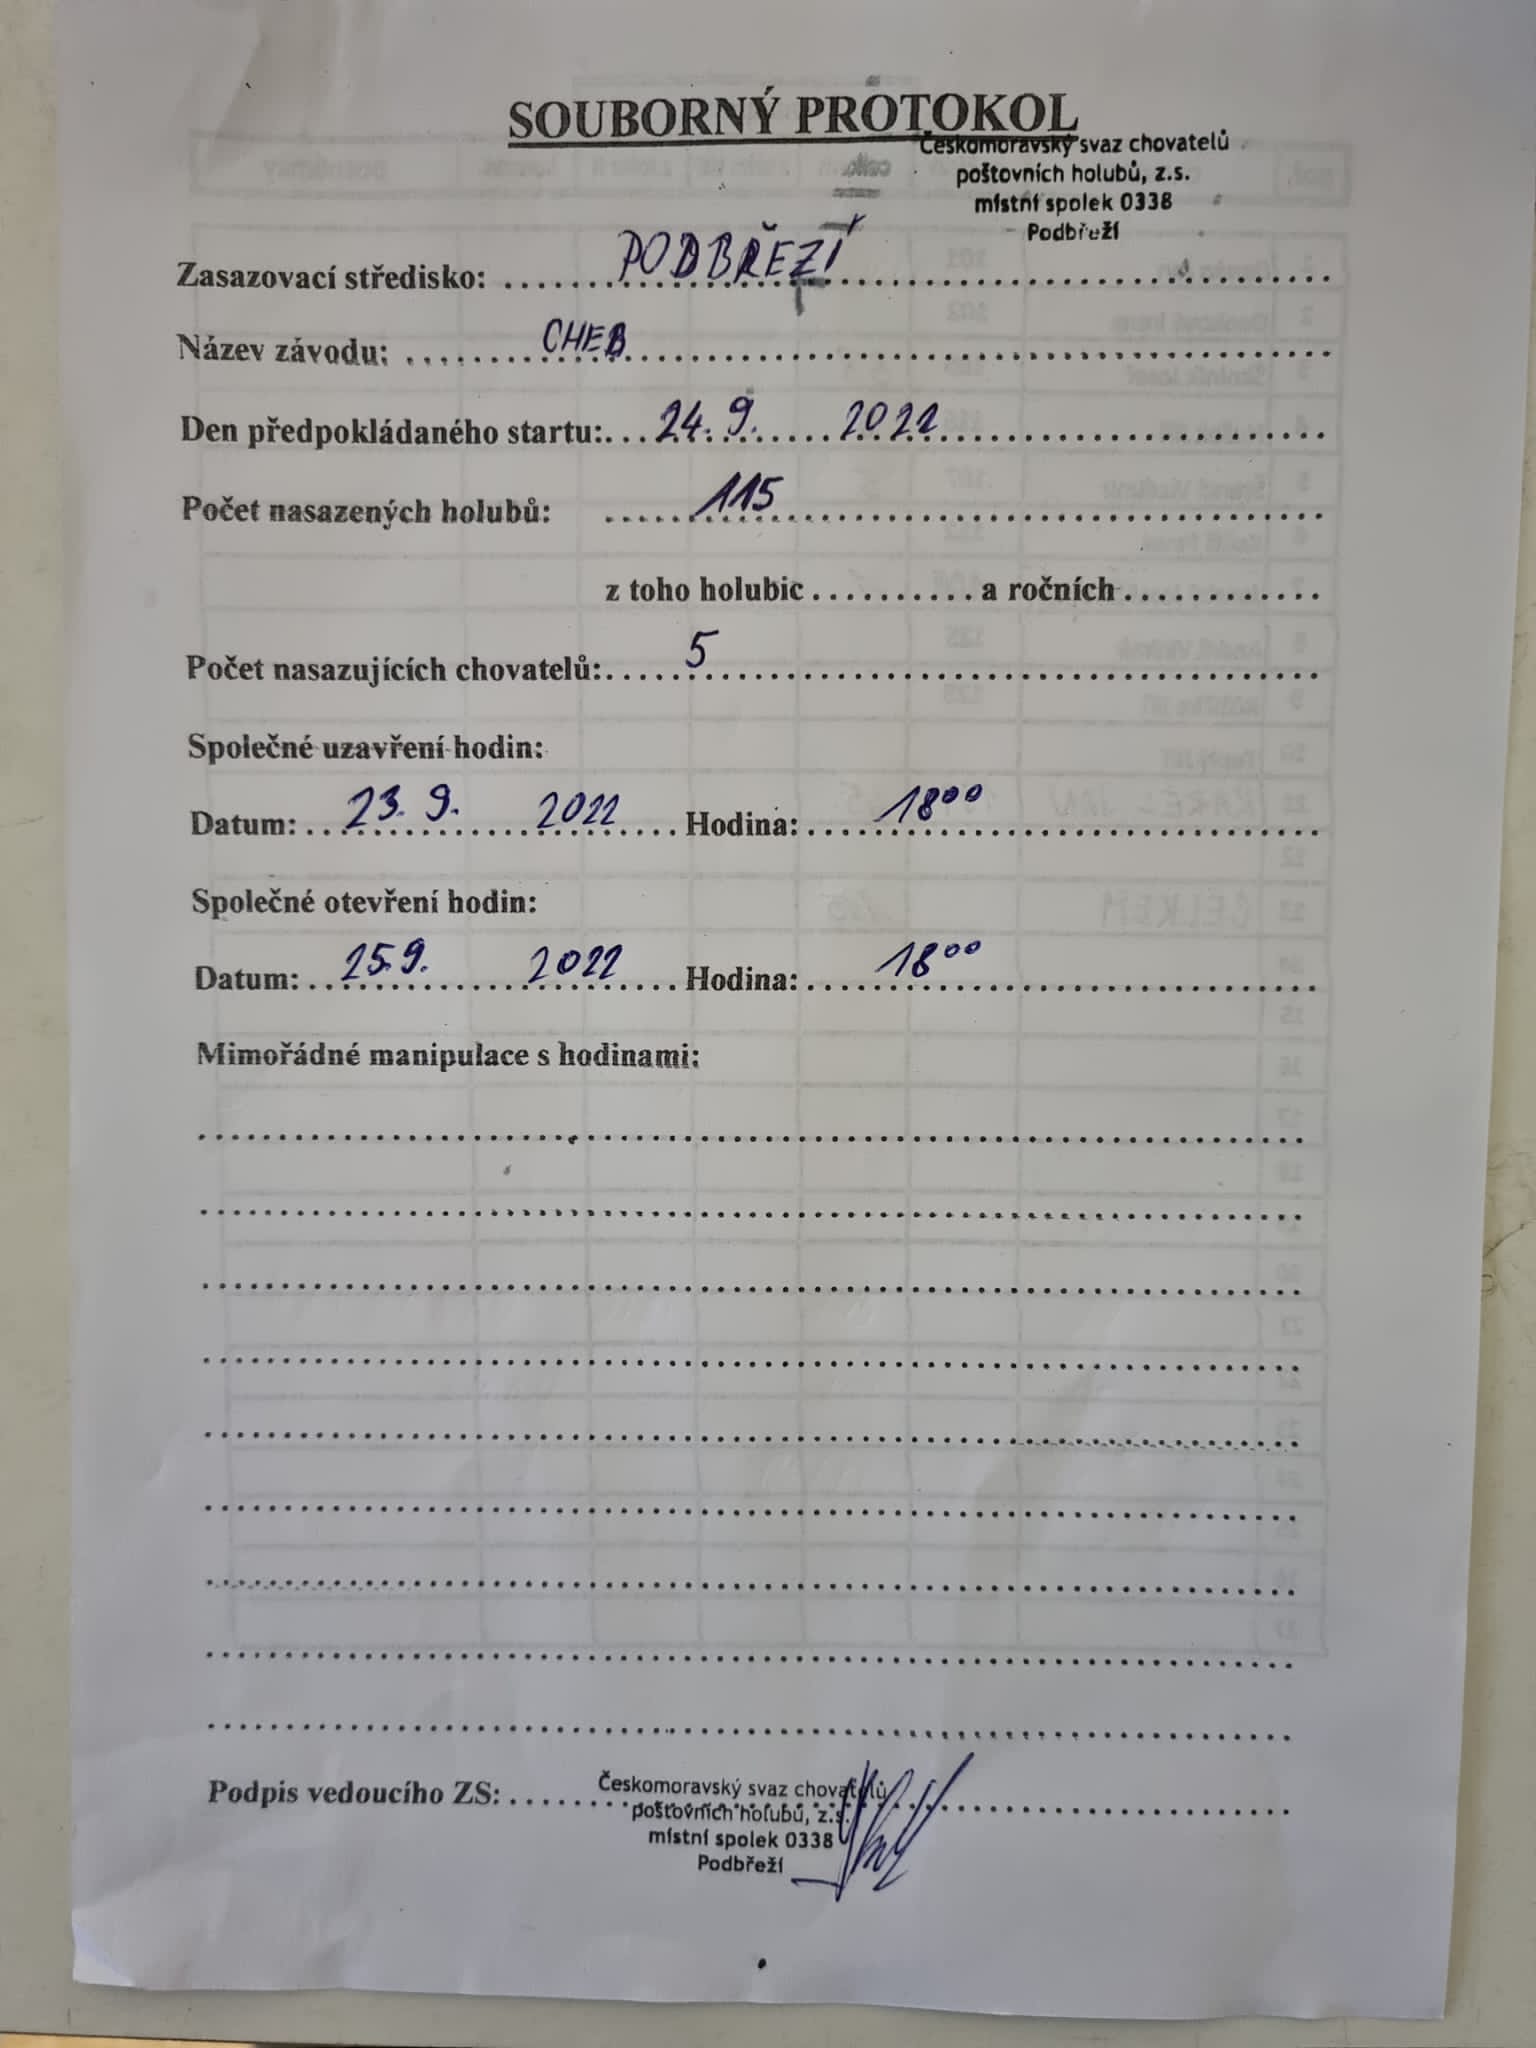 SOUBORNÝ PROTOKOL
Českomoravský svaz chovatelů
poštovních holubů, z.s.
místní spolek 0338
Podbřeží
Zasazovací středisko: PODBŘEZÍ
Název závodu: CHEB
Den předpokládaného startu: 24. 9. 2022
Počet nasazených holubů: 115
z toho holubic .......... a ročních ............
Počet nasazujících chovatelů: 5
Společné uzavření hodin:
Datum: 23. 9. 2022 Hodina: 18⁰⁰
Společné otevření hodin:
Datum: 25.9. 2022 Hodina: 18⁰⁰
Mimořádné manipulace s hodinami:
Podpis vedoucího ZS:
Českomoravský svaz chovatelů
poštovních holubů, z.s.
místní spolek 0338
Podbřeží